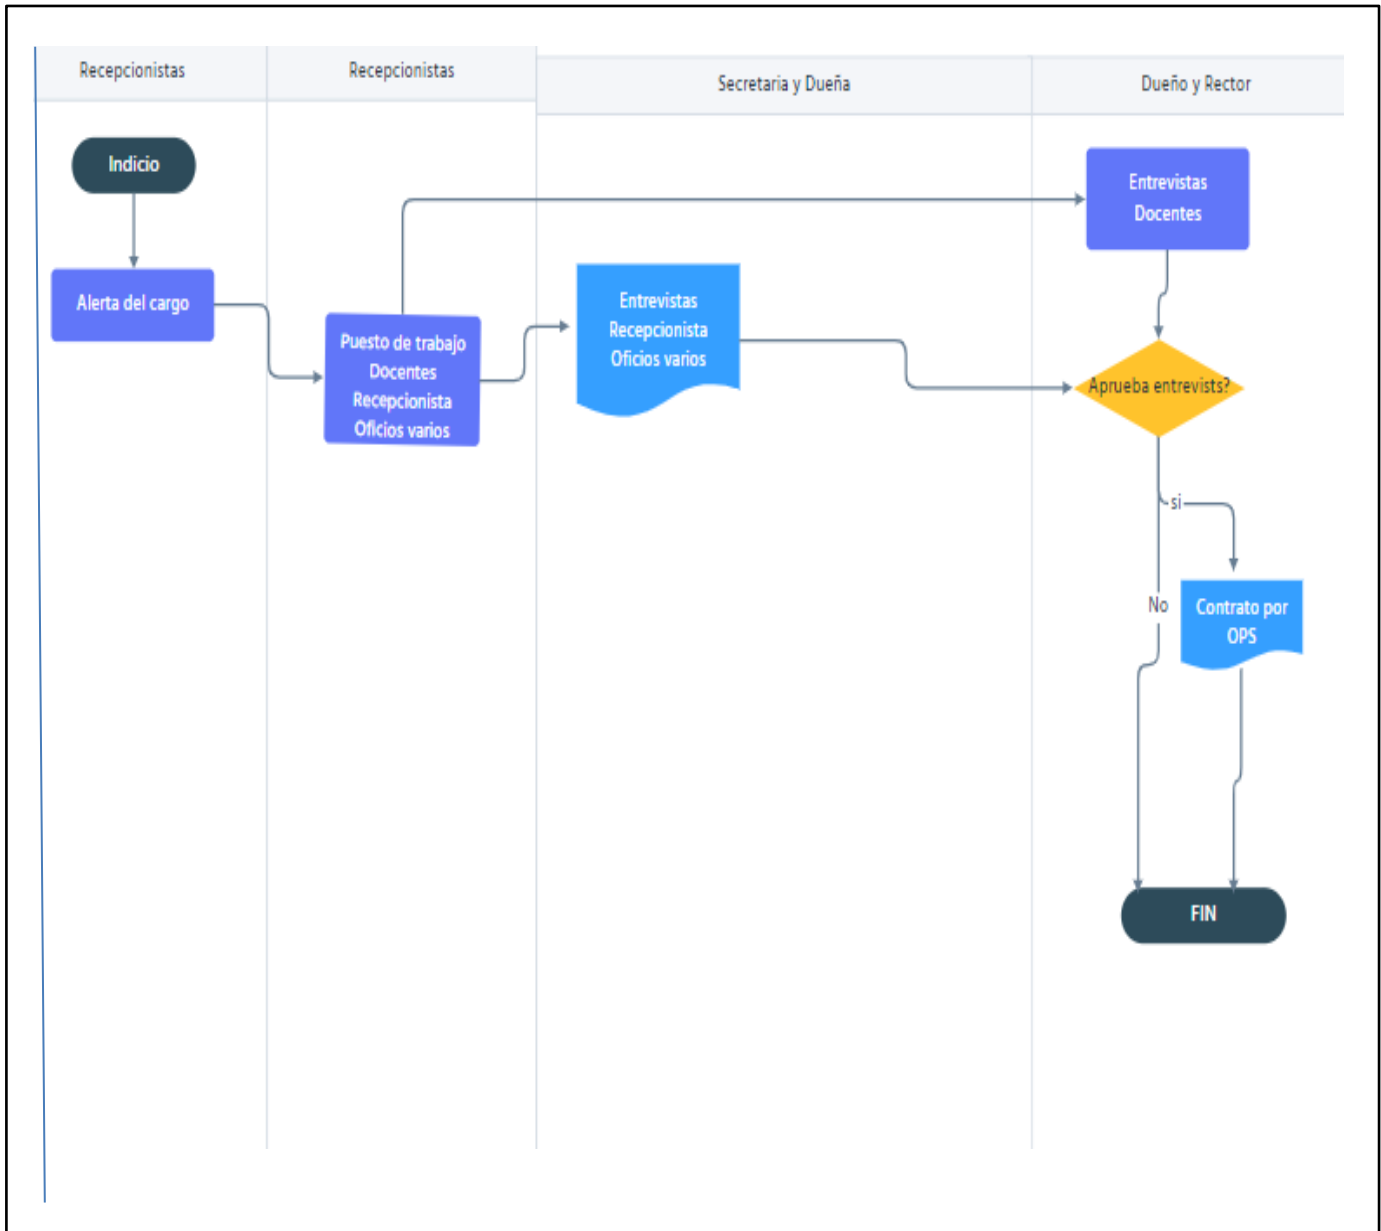 Recepcionistas
Recepcionistas
Secretaria y Dueña
Dueño y Rector
Indicio
Alerta del cargo
Puesto de trabajo
Docentes
Recepcionista
Oficios varios
Entrevistas
Recepcionista
Oficios varios
Entrevistas
Docentes
Aprueba entrevists?
si
No
Contrato por
OPS
FIN